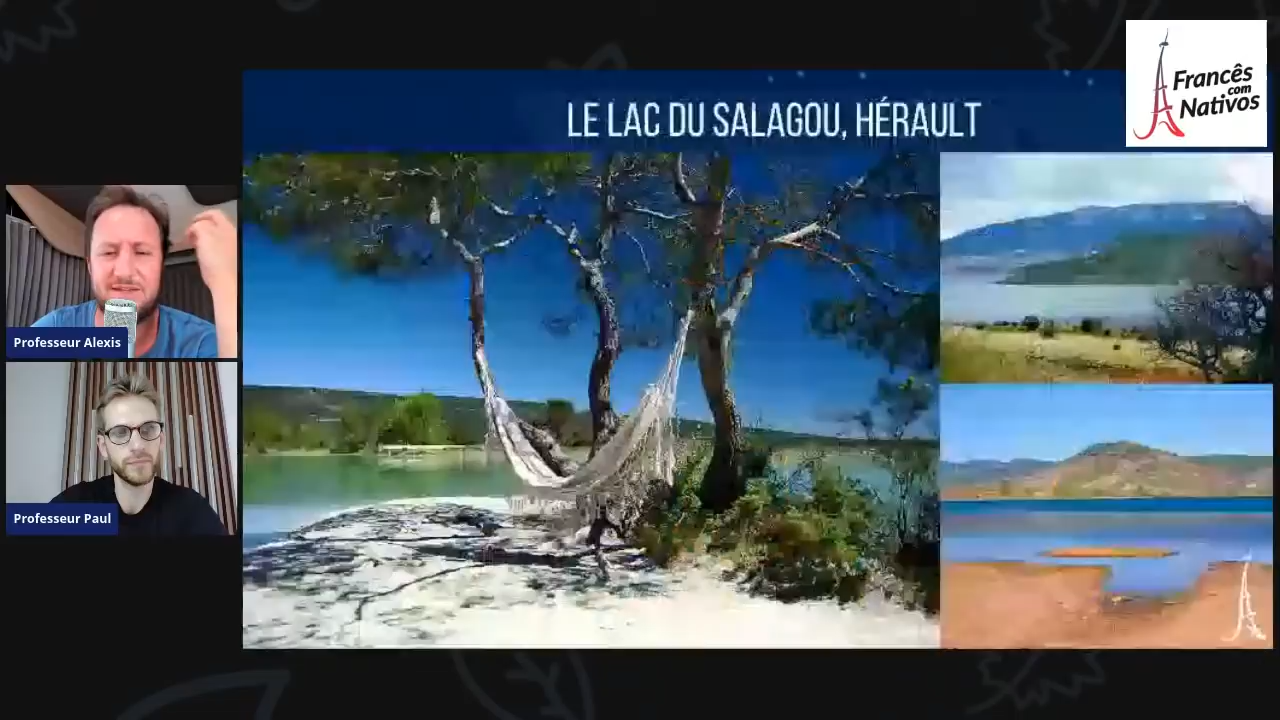 LE LAC DU SALAGOU, HÉRAULT
Francês
com
Nativos
Professeur Alexis
Professeur Paul